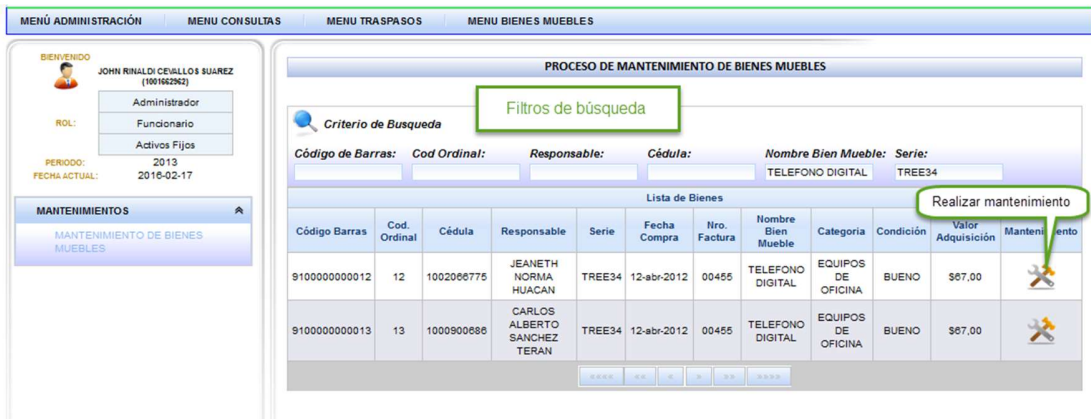 MENÚ ADMINISTRACIÓN MENU CONSULTAS MENU TRASPASOS MENU BIENES MUEBLES
BIENVENIDO
JOHN RINALDI CEVALLOS SUAREZ
(1001662962)
ROL:
Administrador
Funcionario
Activos Fijos
PERIODO: 2013
FECHA ACTUAL: 2016-02-17
MANTENIMIENTOS
MANTENIMIENTO DE BIENES
MUEBLES
PROCESO DE MANTENIMIENTO DE BIENES MUEBLES
Filtros de búsqueda
Criterio de Busqueda
Código de Barras: Cod Ordinal: Responsable: Cédula: Nombre Bien Mueble: Serie:
TELEFONO DIGITAL TREE34
Lista de Bienes
Realizar mantenimiento
Código Barras Cod. Ordinal Cédula Responsable Serie Fecha Compra Nro. Factura Nombre Bien Mueble Categoria Condición Valor Adquisición
9100000000012 12 1002066775 JEANETH NORMA HUACAN TREE34 12-abr-2012 00455 TELEFONO DIGITAL EQUIPOS DE OFICINA BUENO $67,00
9100000000013 13 1000900686 CARLOS ALBERTO SANCHEZ TERAN TREE34 12-abr-2012 00455 TELEFONO DIGITAL EQUIPOS DE OFICINA BUENO $67,00
<<<< << < > >> >>>>